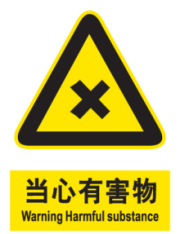 当心有害物
Warning Harmful substance